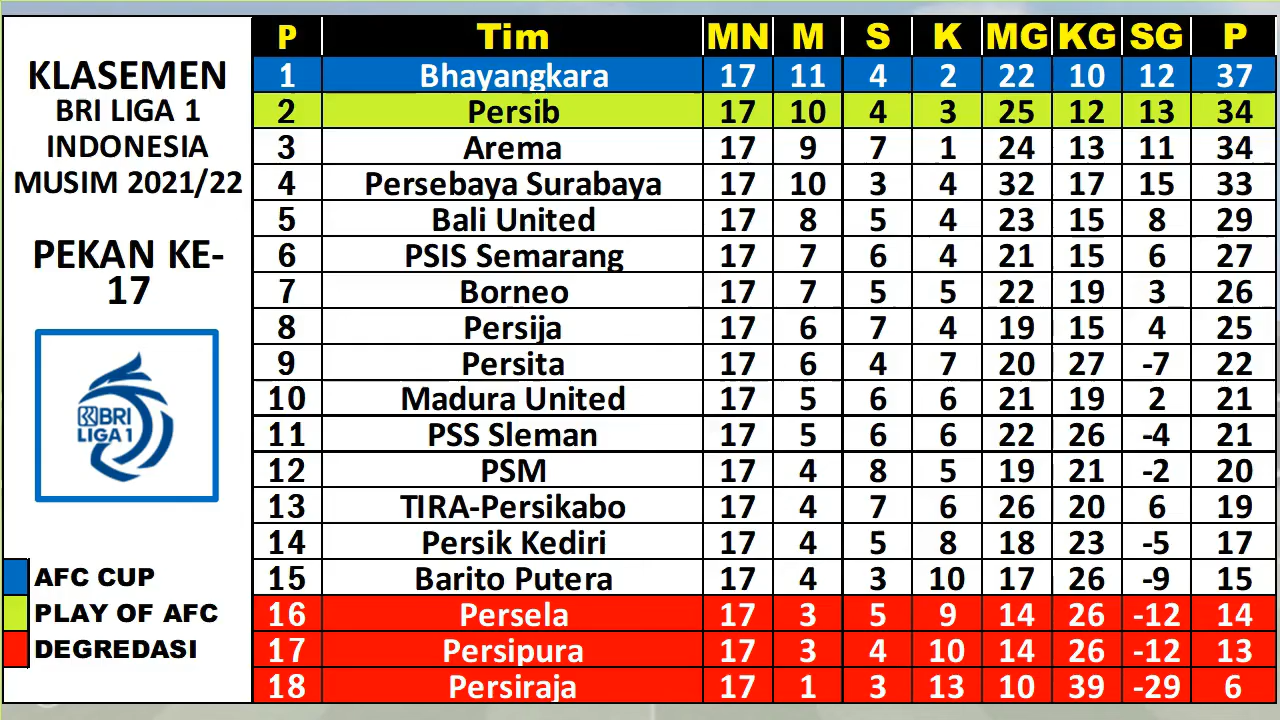 KLASEMEN
BRI LIGA 1
INDONESIA
MUSIM 2021/22
PEKAN KE-
17
BRI
LIGA 1
AFC CUP
PLAY OF AFC
DEGREDASI
P Tim MN M S K MG KG SG P
1 Bhayangkara 17 11 4 2 22 10 12 37
2 Persib 17 10 4 3 25 12 13 34
3 Arema 17 9 7 1 24 13 11 34
4 Persebaya Surabaya 17 10 3 4 32 17 15 33
5 Bali United 17 8 5 4 23 15 8 29
6 PSIS Semarang 17 7 6 4 21 15 6 27
7 Borneo 17 7 5 5 22 19 3 26
8 Persija 17 6 7 4 19 15 4 25
9 Persita 17 6 4 7 20 27 -7 22
10 Madura United 17 5 6 6 21 19 2 21
11 PSS Sleman 17 5 6 6 22 26 -4 21
12 PSM 17 4 8 5 19 21 -2 20
13 TIRA-Persikabo 17 4 7 6 26 20 6 19
14 Persik Kediri 17 4 5 8 18 23 -5 17
15 Barito Putera 17 4 3 10 17 26 -9 15
16 Persela 17 3 5 9 14 26 -12 14
17 Persipura 17 3 4 10 14 26 -12 13
18 Persiraja 17 1 3 13 10 39 -29 6